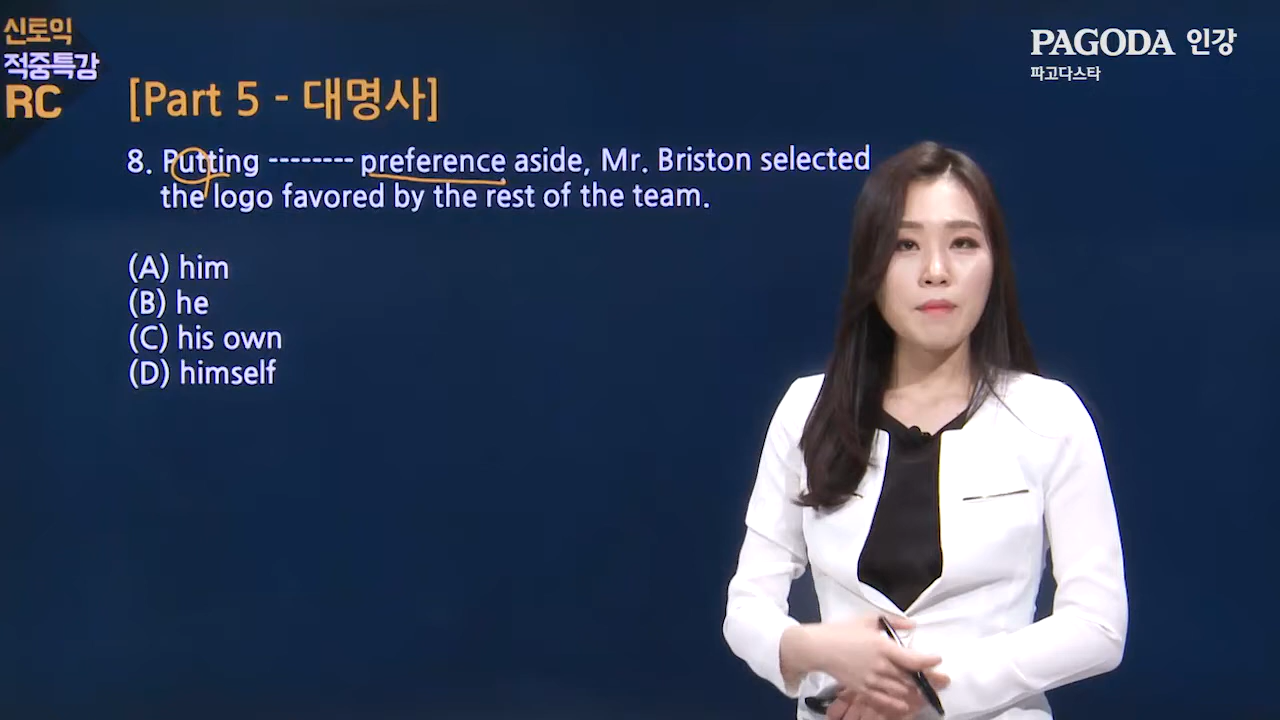 신토익
적중특강
RC
PAGODA 인강
파고다스타
[Part 5 - 대명사]
8. Putting -------- preference aside, Mr. Briston selected
the logo favored by the rest of the team.
(A) him
(B) he
(C) his own
(D) himself